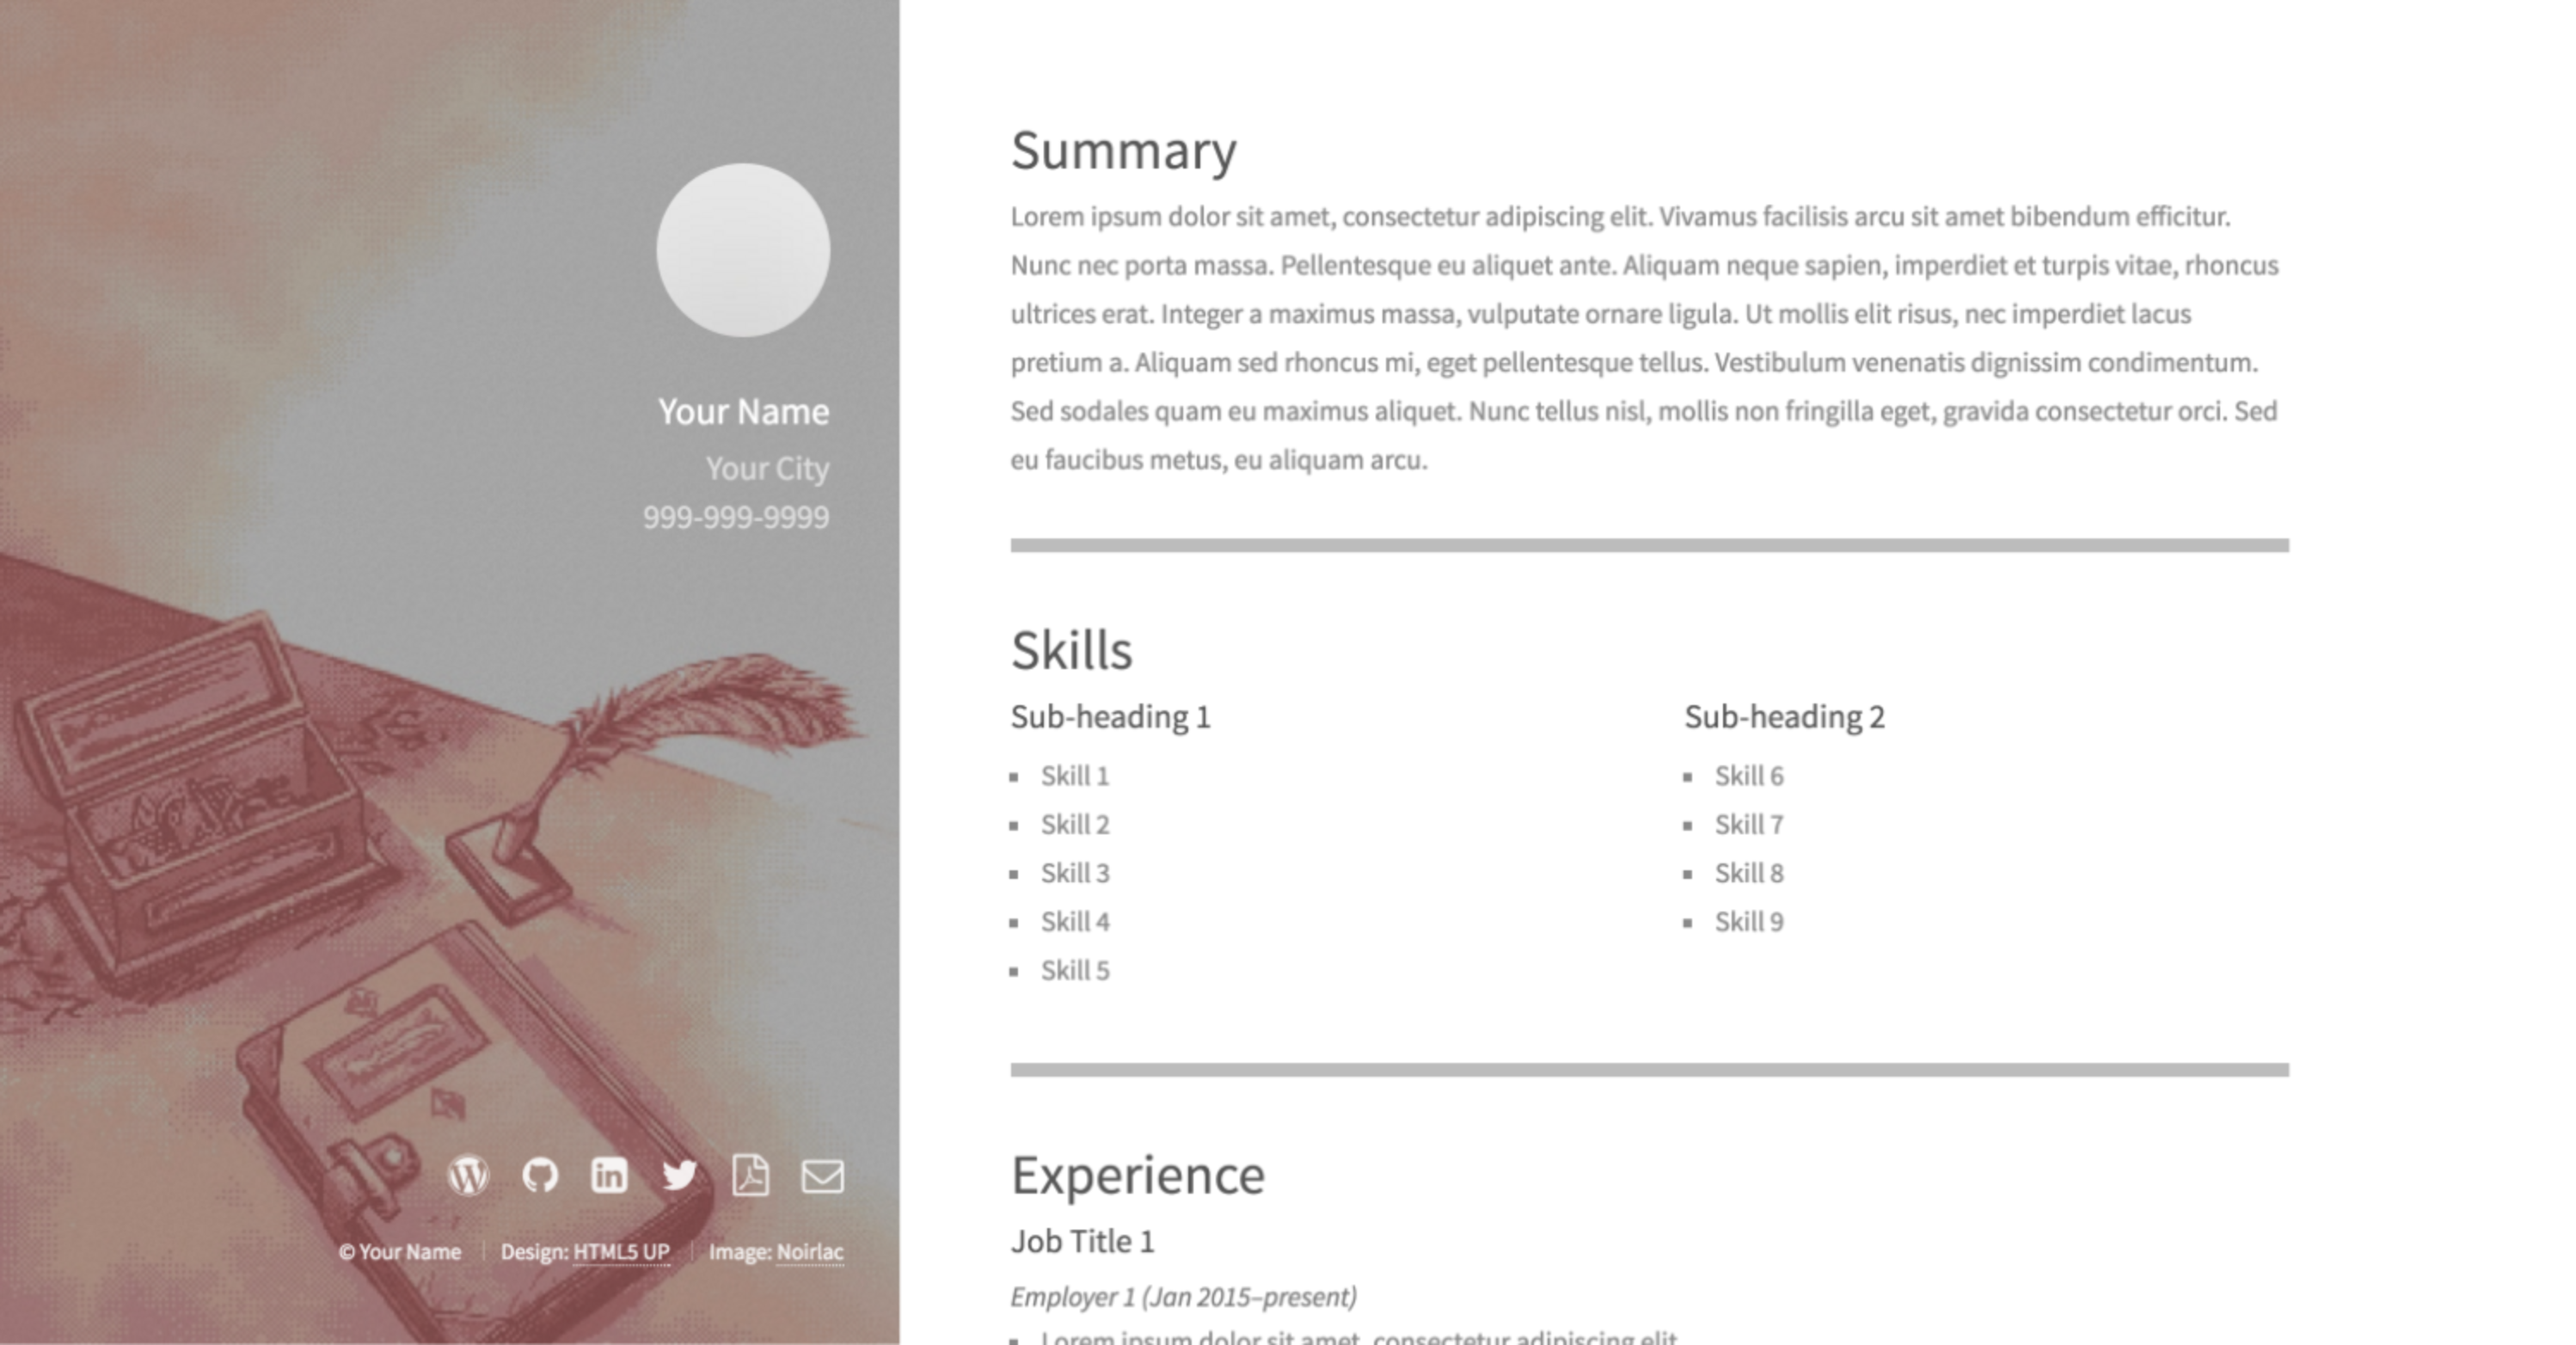 Your Name
Your City
999-999-9999
© Your Name Design: HTML5 UP Image: Noirlac
Summary
Lorem ipsum dolor sit amet, consectetur adipiscing elit. Vivamus facilisis arcu sit amet bibendum efficitur.
Nunc nec porta massa. Pellentesque eu aliquet ante. Aliquam neque sapien, imperdiet et turpis vitae, rhoncus
ultrices erat. Integer a maximus massa, vulputate ornare ligula. Ut mollis elit risus, nec imperdiet lacus
pretium a. Aliquam sed rhoncus mi, eget pellentesque tellus. Vestibulum venenatis dignissim condimentum.
Sed sodales quam eu maximus aliquet. Nunc tellus nisl, mollis non fringilla eget, gravida consectetur orci. Sed
eu faucibus metus, eu aliquam arcu.
Skills
Sub-heading 1
Skill 1
Skill 2
Skill 3
Skill 4
Skill 5
Sub-heading 2
Skill 6
Skill 7
Skill 8
Skill 9
Experience
Job Title 1
Employer 1 (Jan 2015–present)
Lorem ipsum dolor sit amet, consectetur adipiscing elit